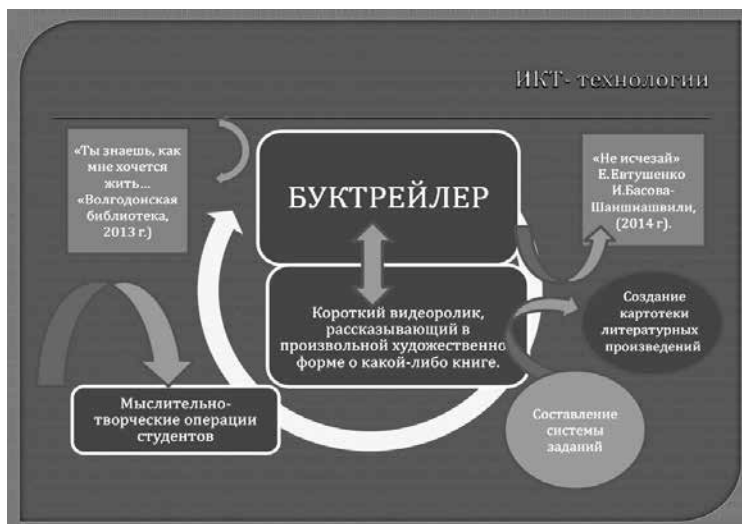 ИКТ- технологии
«Ты знаешь, как
мне хочется
жить…
«Волгодонская
библиотека,
2013 г.)
БУКТРЕЙЛЕР
«Не исчезай»
Е.Евтушенко
И.Басова-
Шаншиашвили,
(2014 г).
Короткий видеоролик,
рассказывающий в
произвольной художественно
форме о какой-либо книге.
Создание
картотеки
литературных
произведений
Мыслительно-
творческие операции
студентов
Составление
системы
заданий